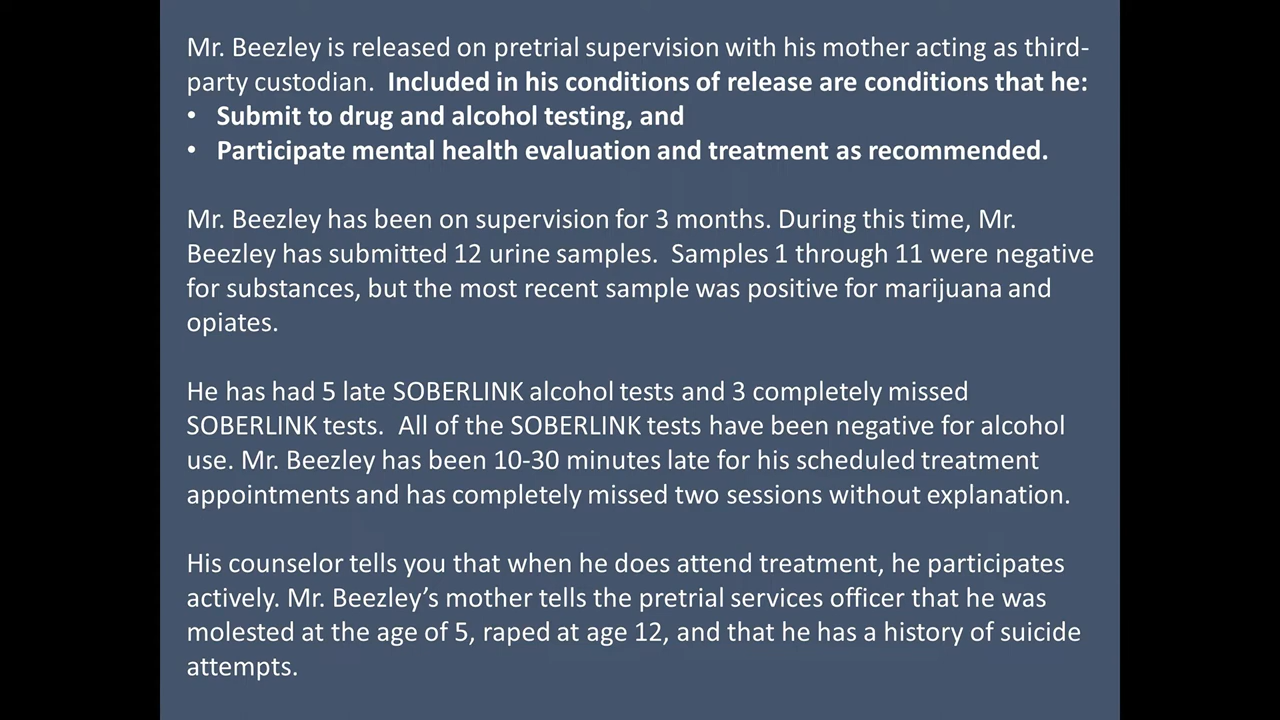 Mr. Beezley is released on pretrial supervision with his mother acting as third-
party custodian.  Included in his conditions of release are conditions that he:
• Submit to drug and alcohol testing, and
• Participate mental health evaluation and treatment as recommended.
Mr. Beezley has been on supervision for 3 months. During this time, Mr.
Beezley has submitted 12 urine samples.  Samples 1 through 11 were negative
for substances, but the most recent sample was positive for marijuana and
opiates.
He has had 5 late SOBERLINK alcohol tests and 3 completely missed
SOBERLINK tests.  All of the SOBERLINK tests have been negative for alcohol
use. Mr. Beezley has been 10-30 minutes late for his scheduled treatment
appointments and has completely missed two sessions without explanation.
His counselor tells you that when he does attend treatment, he participates
actively. Mr. Beezley’s mother tells the pretrial services officer that he was
molested at the age of 5, raped at age 12, and that he has a history of suicide
attempts.